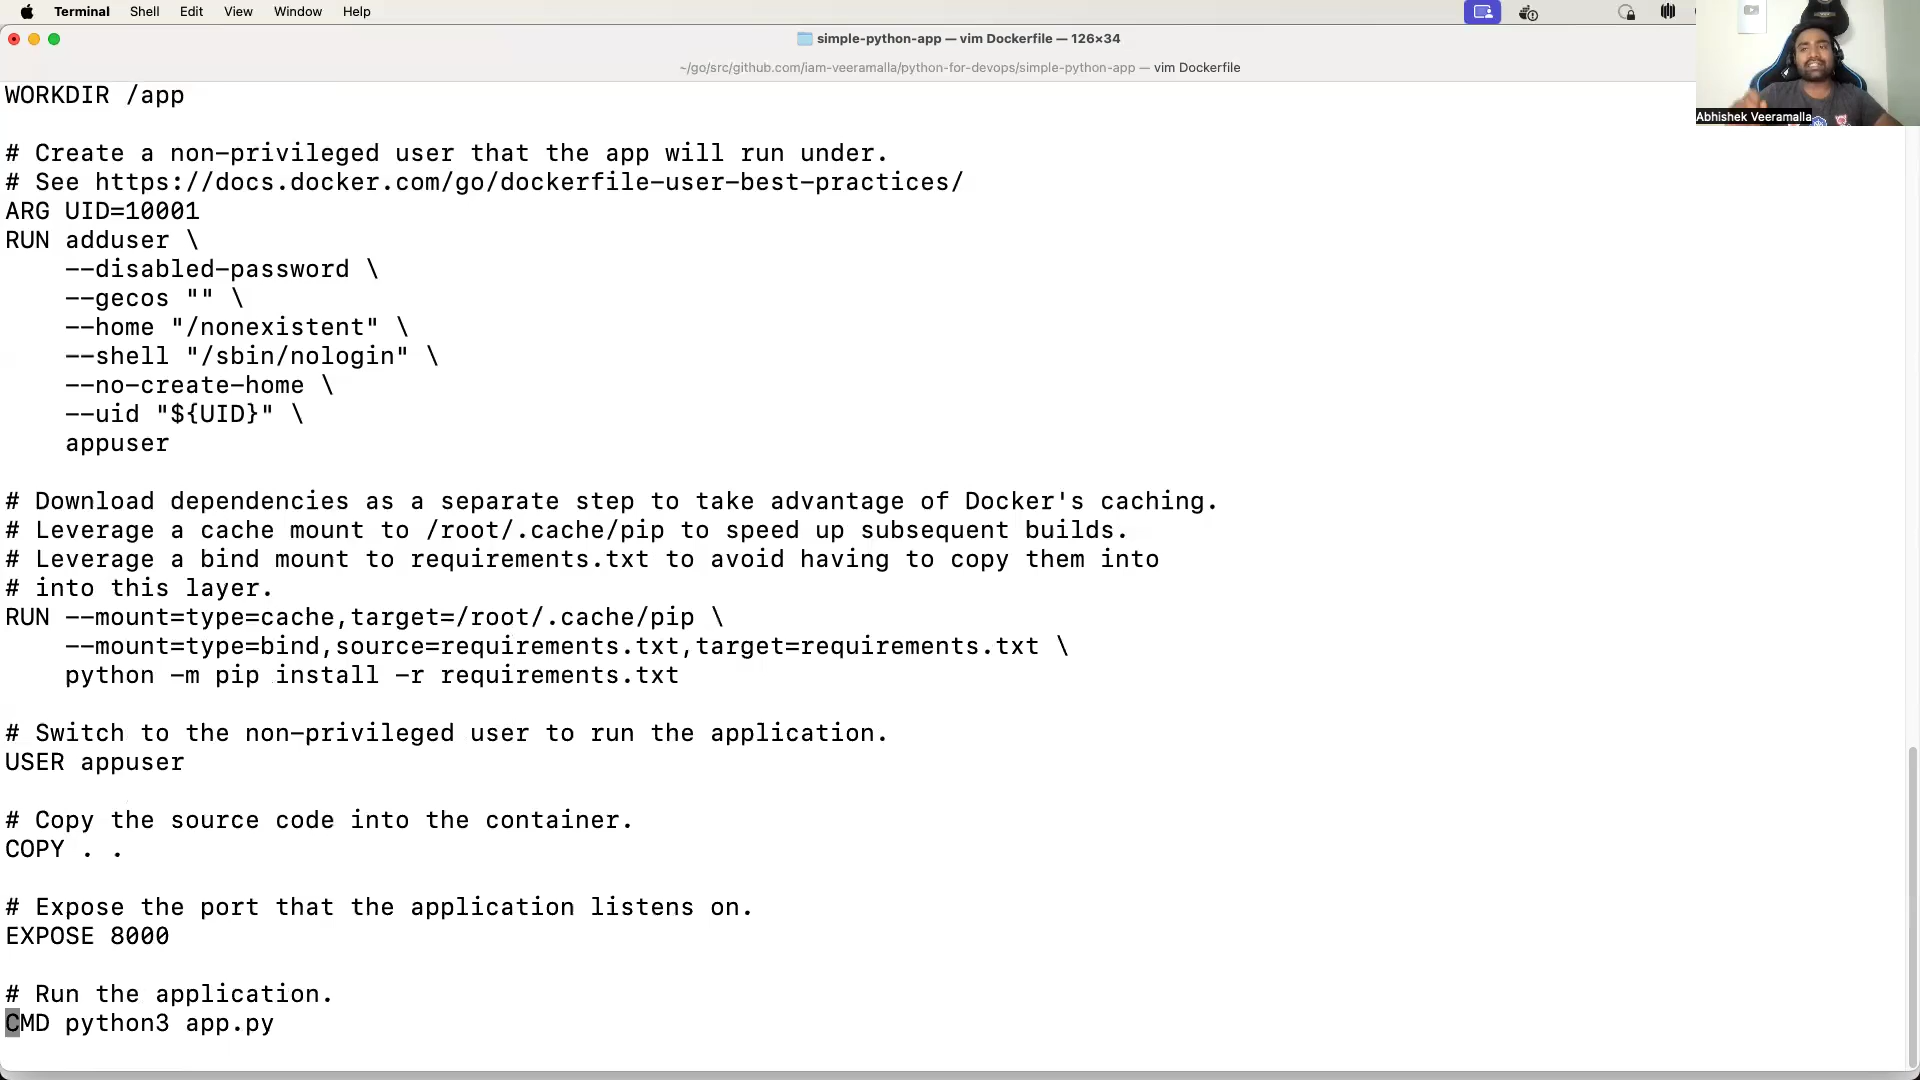 Terminal Shell Edit View Window Help
simple-python-app — vim Dockerfile — 126×34
~/go/src/github.com/iam-veeramalla/python-for-devops/simple-python-app — vim Dockerfile
Abhishek Veeramalla
WORKDIR /app
# Create a non-privileged user that the app will run under.
# See https://docs.docker.com/go/dockerfile-user-best-practices/
ARG UID=10001
RUN adduser \
    --disabled-password \
    --gecos "" \
    --home "/nonexistent" \
    --shell "/sbin/nologin" \
    --no-create-home \
    --uid "${UID}" \
    appuser
# Download dependencies as a separate step to take advantage of Docker's caching.
# Leverage a cache mount to /root/.cache/pip to speed up subsequent builds.
# Leverage a bind mount to requirements.txt to avoid having to copy them into
# into this layer.
RUN --mount=type=cache,target=/root/.cache/pip \
    --mount=type=bind,source=requirements.txt,target=requirements.txt \
    python -m pip install -r requirements.txt
# Switch to the non-privileged user to run the application.
USER appuser
# Copy the source code into the container.
COPY . .
# Expose the port that the application listens on.
EXPOSE 8000
# Run the application.
CMD python3 app.py